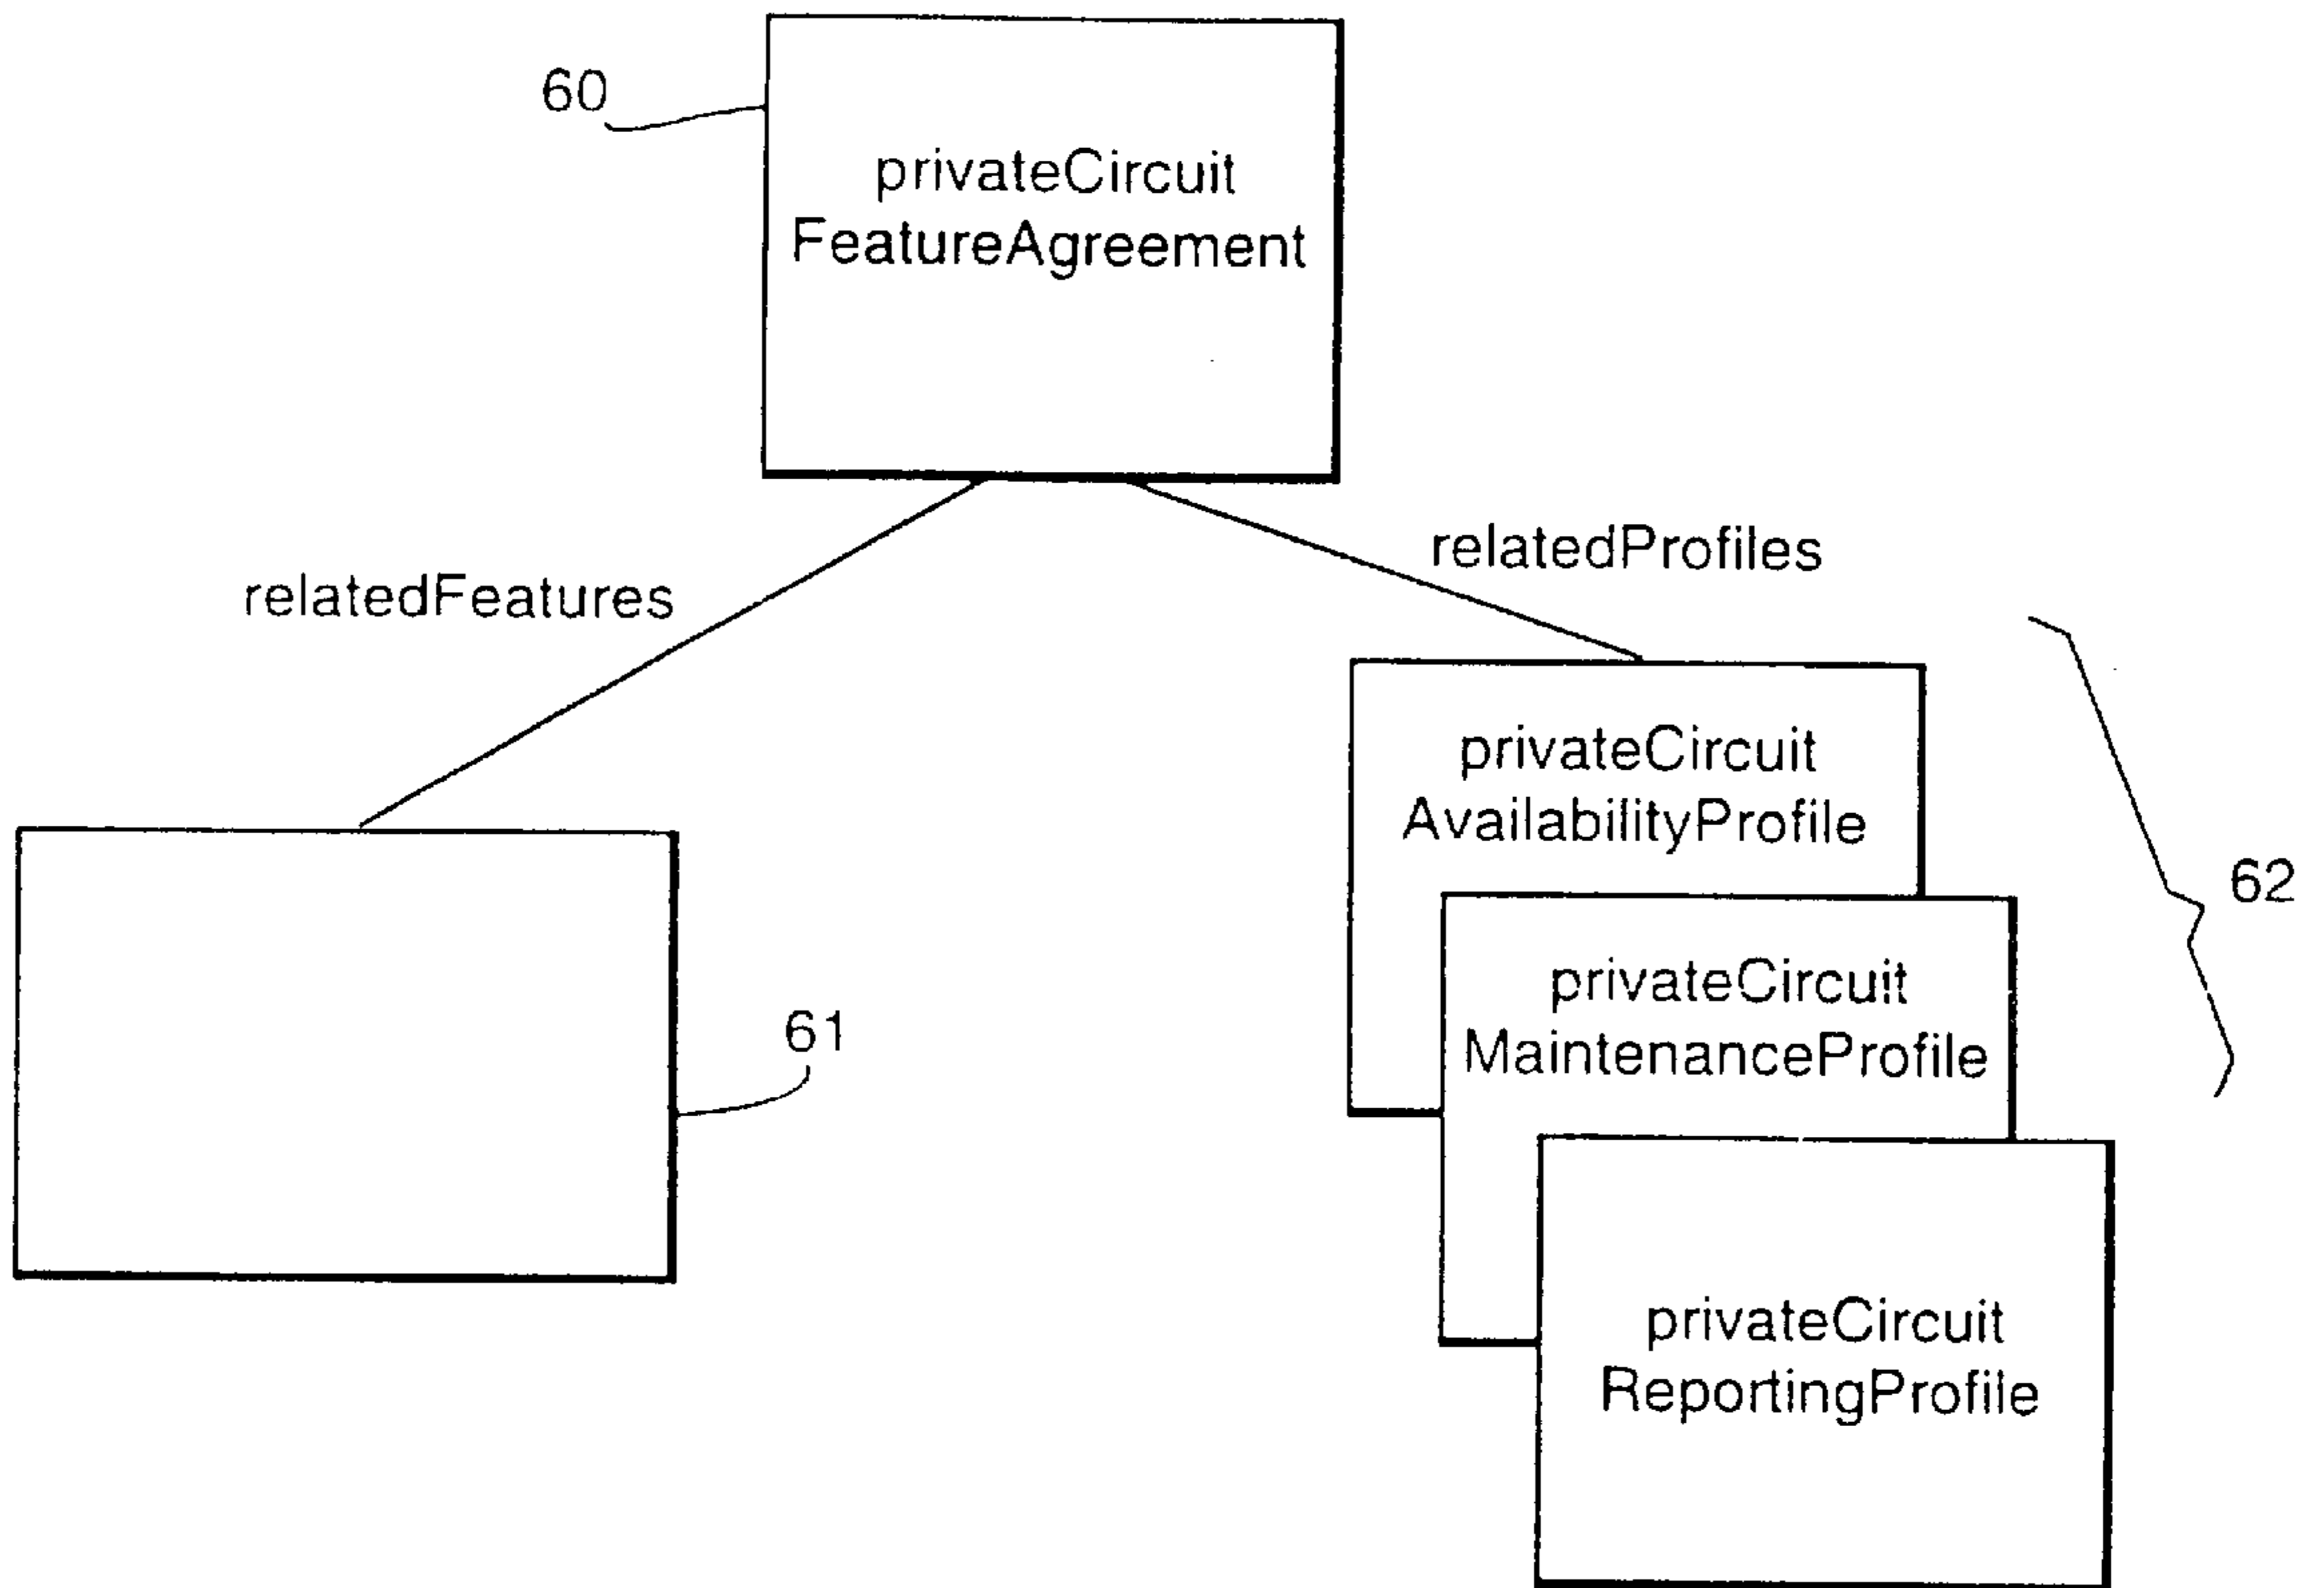 60
privateCircuit
FeatureAgreement
relatedFeatures
relatedProfiles
privateCircuit
AvailabilityProfile
62
privateCircuit
MaintenanceProfile
61
privateCircuit
ReportingProfile